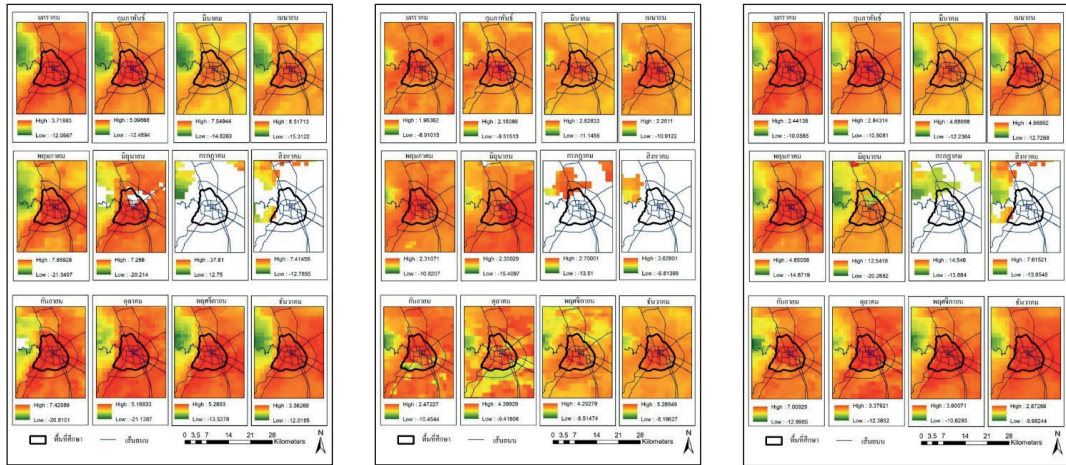 มกราคม กุมภาพันธ์ มีนาคม เมษายน
High : 3.71883 High : 5.09668 High : 7.54944 High : 8.51713
Low : -12.0667 Low : -12.4894 Low : -14.8269 Low : -15.3122
พฤษภาคม มิถุนายน กรกฎาคม สิงหาคม
High : 7.85928 High : 7.266 High : 37.81 High : 7.41456
Low : -21.3467 Low : -20.214 Low : 12.75 Low : -12.7855
กันยายน ตุลาคม พฤศจิกายน ธันวาคม
High : 7.42989 High : 5.18633 High : 5.2883 High : 3.36266
Low : -20.8101 Low : -21.1387 Low : -13.5378 Low : -12.0185
พื้นที่ศึกษา เส้นถนน 0 3.5 7 14 21 28 Kilometers N
มกราคม กุมภาพันธ์ มีนาคม เมษายน
High : 1.98362 High : 2.15089 High : 2.82833 High : 2.2611
Low : -8.91015 Low : -8.51513 Low : -11.1456 Low : -10.9122
พฤษภาคม มิถุนายน กรกฎาคม สิงหาคม
High : 2.31071 High : 2.35029 High : 2.70001 High : 3.62801
Low : -10.8207 Low : -15.4097 Low : -13.51 Low : -9.81399
กันยายน ตุลาคม พฤศจิกายน ธันวาคม
High : 2.47227 High : 4.39929 High : 4.29279 High : 5.28649
Low : -10.4544 Low : -9.41806 Low : -8.51474 Low : -8.19627
พื้นที่ศึกษา เส้นถนน 0 3.5 7 14 21 28 Kilometers N
มกราคม กุมภาพันธ์ มีนาคม เมษายน
High : 2.44138 High : 2.84314 High : 4.88088 High : 4.86692
Low : -10.0585 Low : -10.5081 Low : -12.2364 Low : -12.7268
พฤษภาคม มิถุนายน กรกฎาคม สิงหาคม
High : 4.65056 High : 12.5418 High : 14.546 High : 7.61521
Low : -14.6719 Low : -20.2682 Low : -13.684 Low : -13.9548
กันยายน ตุลาคม พฤศจิกายน ธันวาคม
High : 7.00029 High : 3.37921 High : 3.60071 High : 2.87266
Low : -12.9965 Low : -12.3852 Low : -10.6293 Low : -9.96244
พื้นที่ศึกษา เส้นถนน 0 3.5 7 14 21 28 Kilometers N